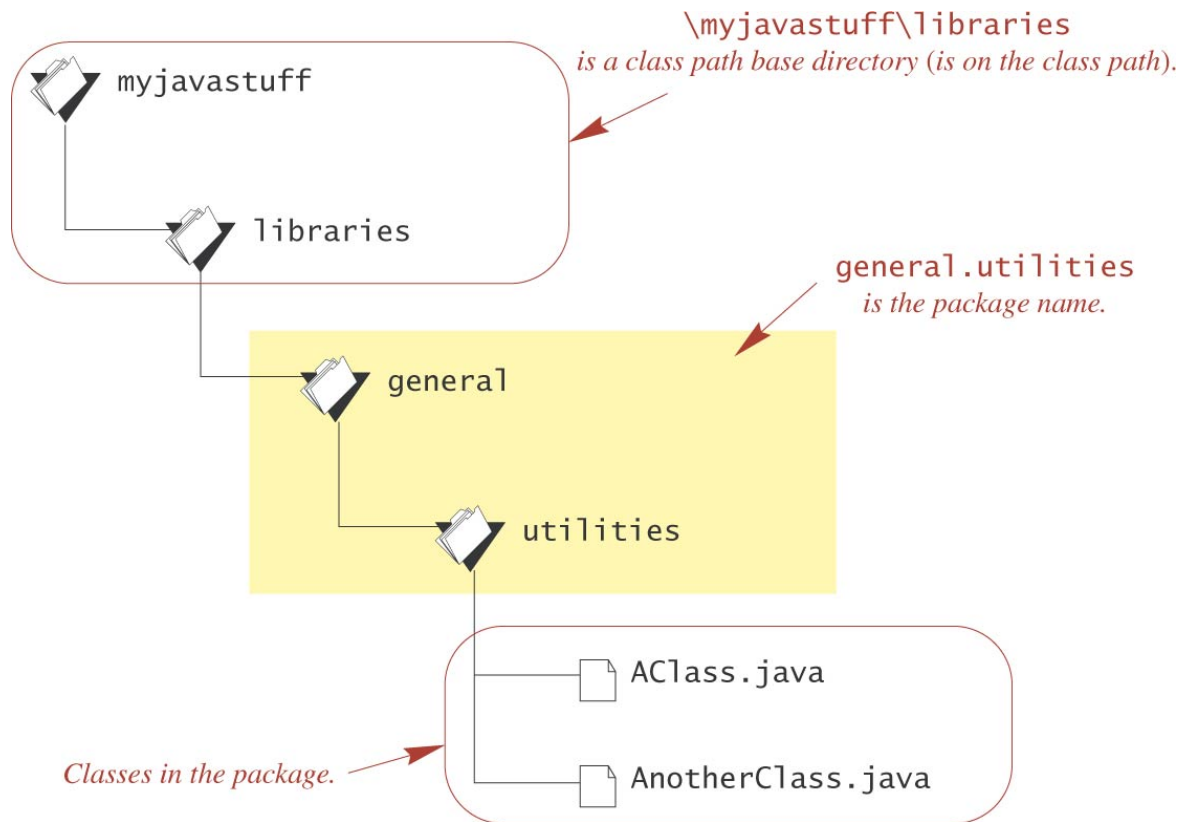 \myjavastuff\libraries
is a class path base directory (is on the class path).
myjavastuff
libraries
general.utilities
is the package name.
general
utilities
AClass.java
Classes in the package.
AnotherClass.java